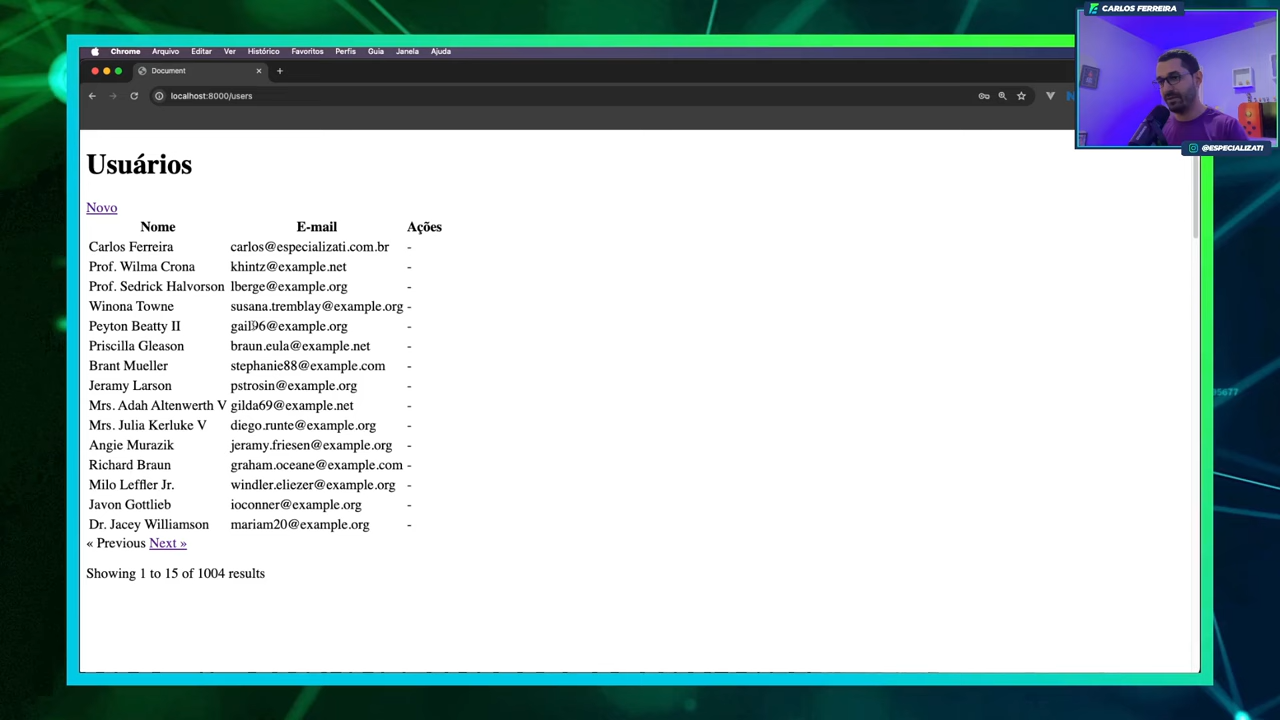 CARLOS FERREIRA
Chrome Arquivo Editar Ver Histórico Favoritos Perfis Guia Janela Ajuda
Document
localhost:8000/users
@ESPECIALIZATI
Usuários
Novo
Nome E-mail Ações
Carlos Ferreira carlos@especializati.com.br -
Prof. Wilma Crona khintz@example.net -
Prof. Sedrick Halvorson lberge@example.org -
Winona Towne susana.tremblay@example.org -
Peyton Beatty II gail96@example.org -
Priscilla Gleason braun.eula@example.net -
Brant Mueller stephanie88@example.com -
Jeramy Larson pstrosin@example.org -
Mrs. Adah Altenwerth V gilda69@example.net -
Mrs. Julia Kerluke V diego.runte@example.org -
Angie Murazik jeramy.friesen@example.org -
Richard Braun graham.oceane@example.com -
Milo Leffler Jr. windler.eliezer@example.org -
Javon Gottlieb ioconner@example.org -
Dr. Jacey Williamson mariam20@example.org -
« Previous Next »
Showing 1 to 15 of 1004 results